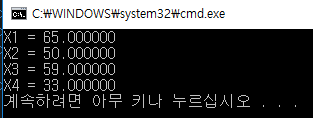 C:₩WINDOWS₩system32₩cmd.exe
X1 = 65.000000
X2 = 50.000000
X3 = 59.000000
X4 = 33.000000
계속하려면 아무 키나 누르십시오 . . .